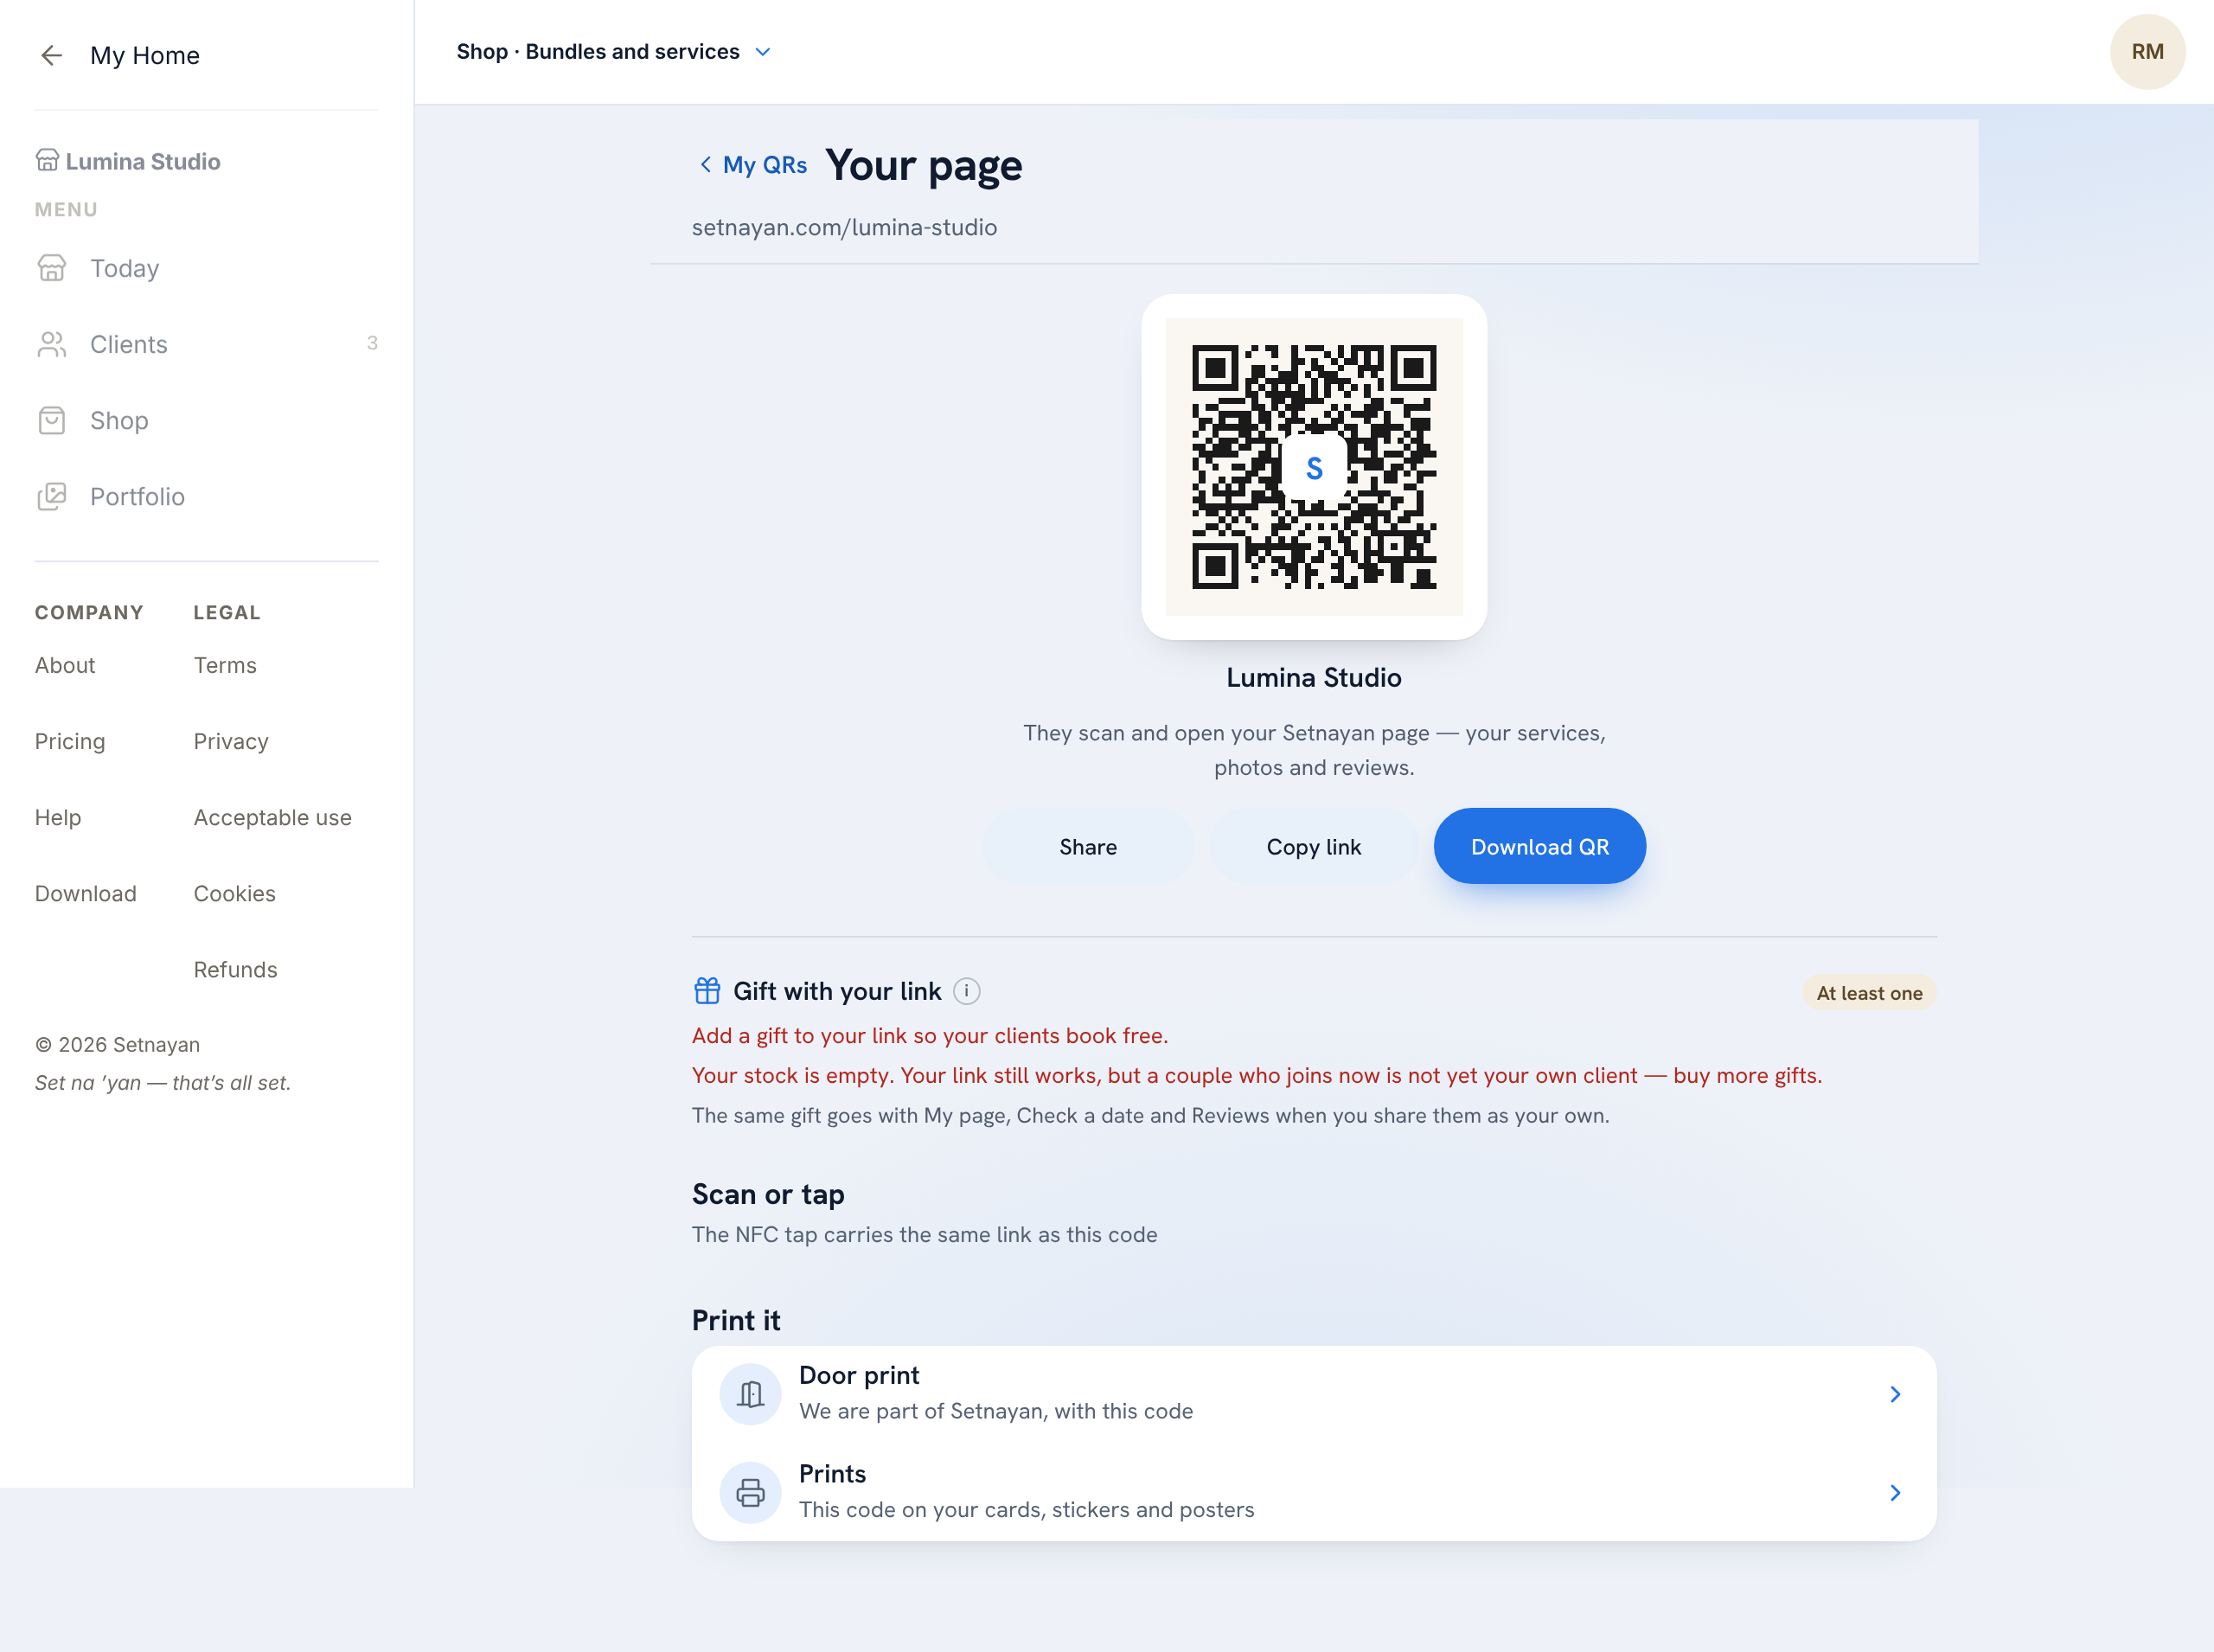 My Home
Lumina Studio
MENU
Today
Clients 3
Shop
Portfolio
COMPANY LEGAL
About Terms
Pricing Privacy
Help Acceptable use
Download Cookies
Refunds
© 2026 Setnayan
Set na ’yan — that’s all set.
Shop · Bundles and services
RM
My QRs Your page
setnayan.com/lumina-studio
S
Lumina Studio
They scan and open your Setnayan page — your services,
photos and reviews.
Share Copy link Download QR
Gift with your link At least one
Add a gift to your link so your clients book free.
Your stock is empty. Your link still works, but a couple who joins now is not yet your own client — buy more gifts.
The same gift goes with My page, Check a date and Reviews when you share them as your own.
Scan or tap
The NFC tap carries the same link as this code
Print it
Door print
We are part of Setnayan, with this code
Prints
This code on your cards, stickers and posters